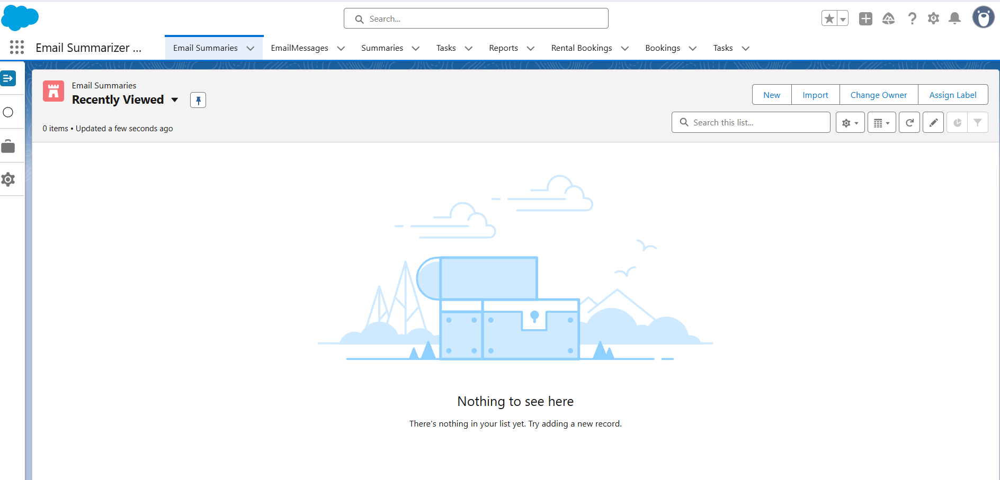 Search...
Email Summarizer ...
Email Summaries
EmailMessages
Summaries
Tasks
Reports
Rental Bookings
Bookings
Tasks
Email Summaries
Recently Viewed
New
Import
Change Owner
Assign Label
0 items • Updated a few seconds ago
Search this list...
Nothing to see here
There's nothing in your list yet. Try adding a new record.